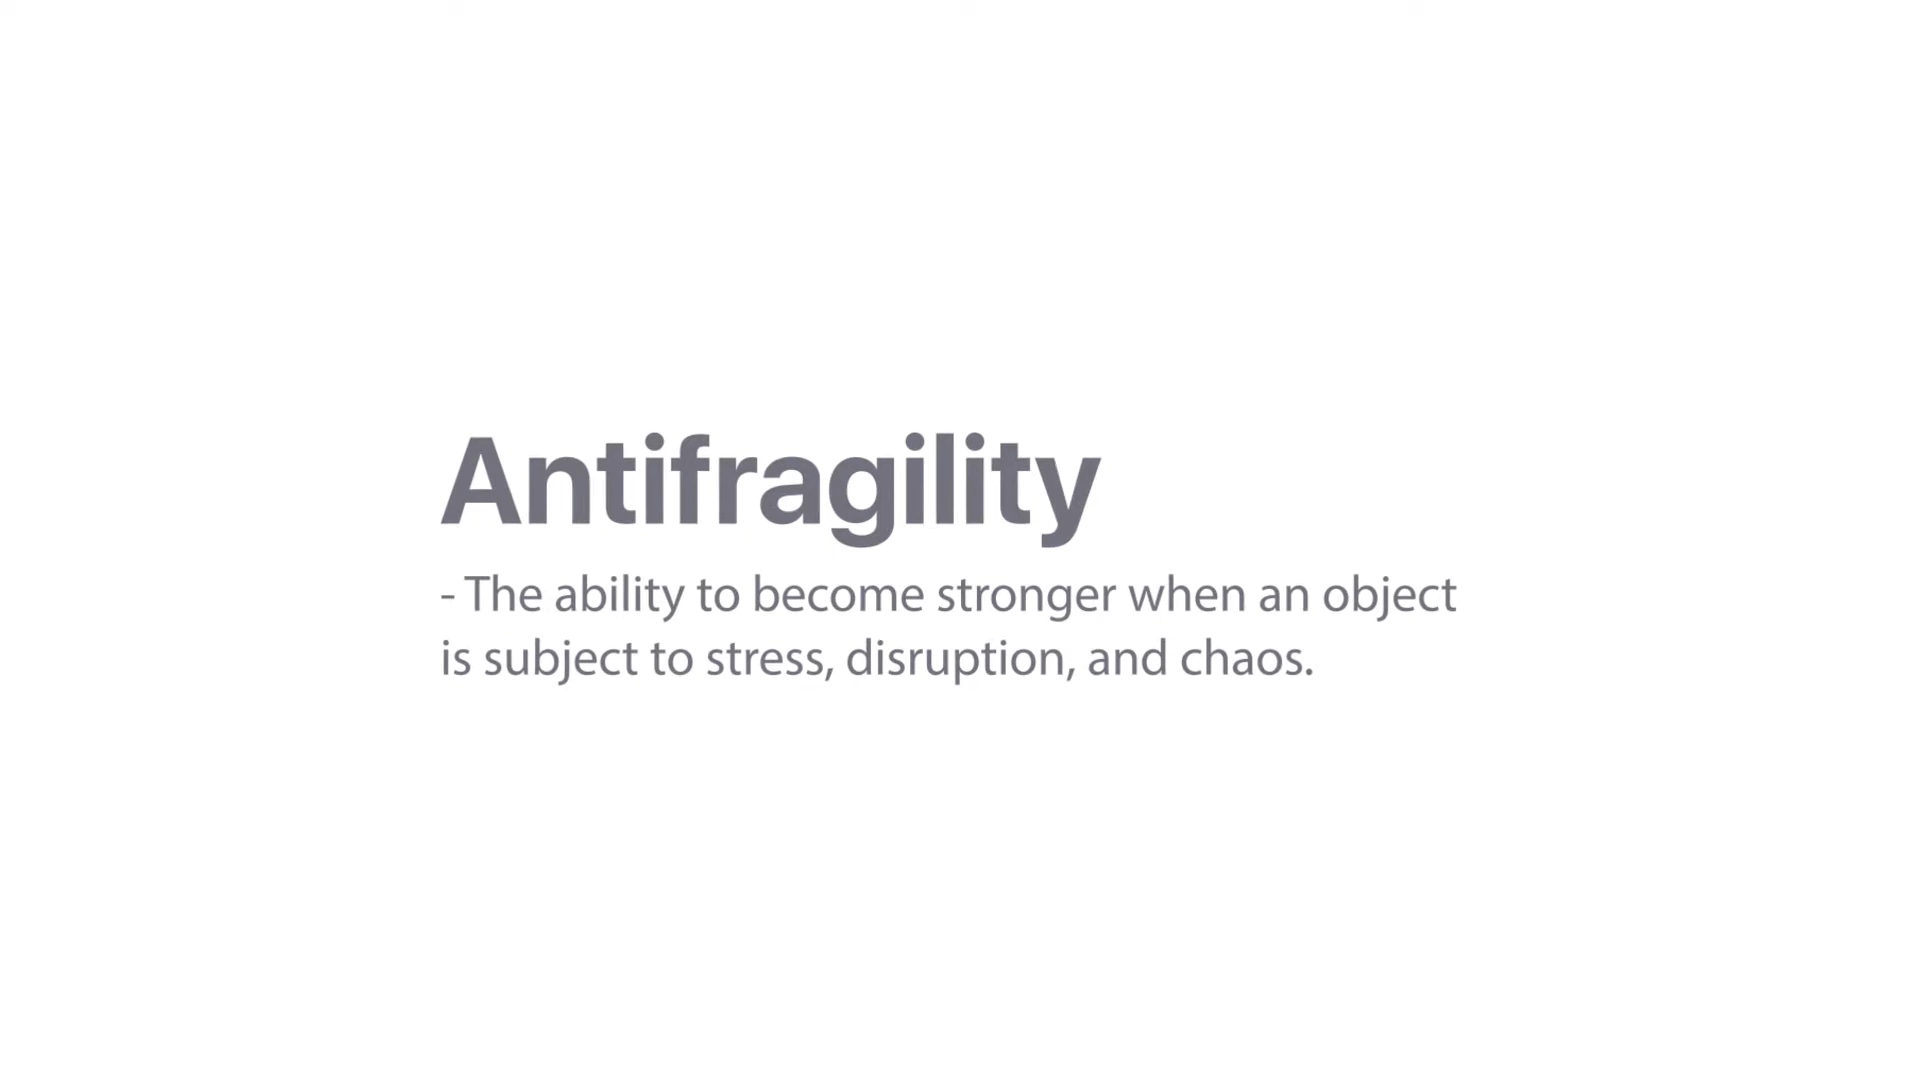 Antifragility
- The ability to become stronger when an object
is subject to stress, disruption, and chaos.